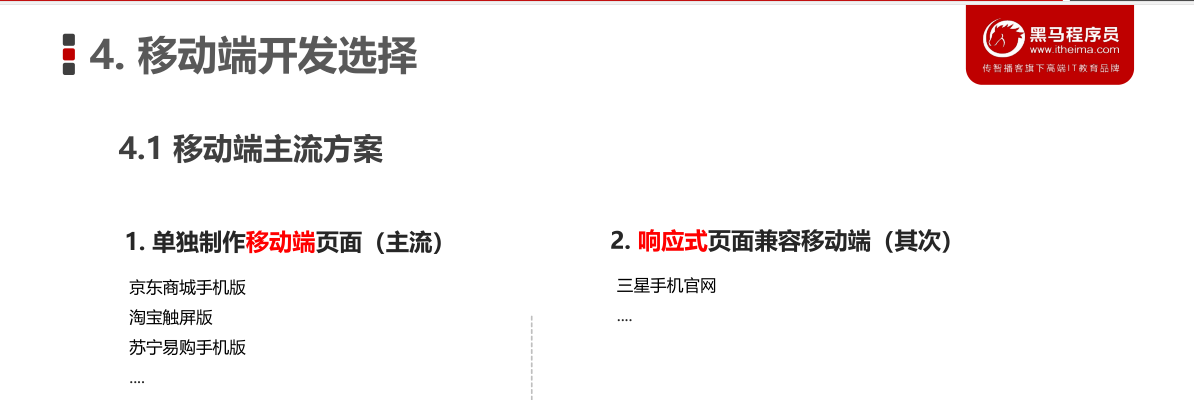 4. 移动端开发选择
黑马程序员
www.itheima.com
传智播客旗下高端IT教育品牌
4.1 移动端主流方案
1. 单独制作移动端页面（主流）
京东商城手机版
淘宝触屏版
苏宁易购手机版
....
2. 响应式页面兼容移动端（其次）
三星手机官网
....